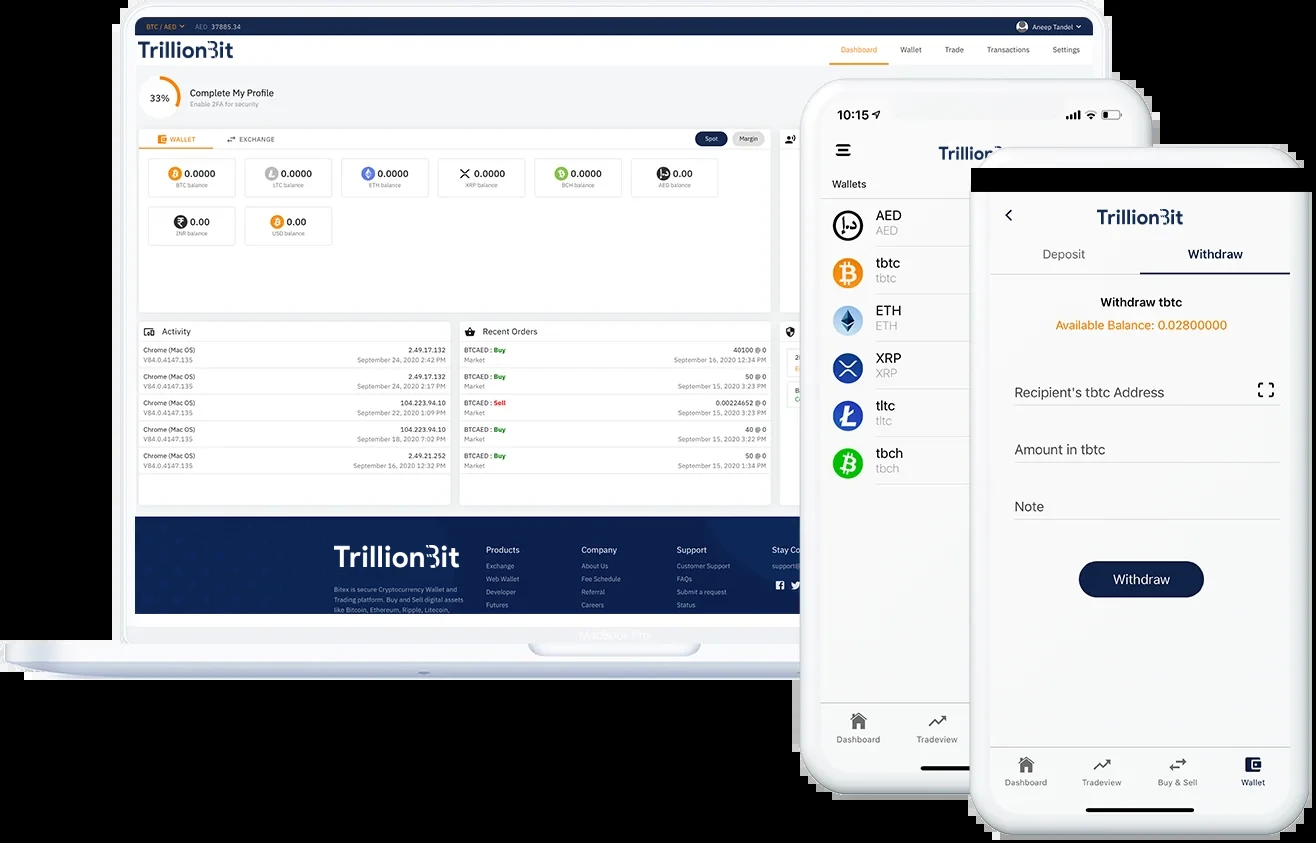 BTC / AED AED 37885.34 Aneep Tandel
TrillionBit
Dashboard Wallet Trade Transactions Settings
33%
Complete My Profile
Enable 2FA for security
WALLET EXCHANGE Spot Margin
0.0000 0.0000 0.0000 0.0000 0.0000 0.00
BTC balance LTC balance ETH balance XRP balance BCH balance AED balance
0.00 0.00
INR balance USD balance
Activity
Chrome (Mac OS) 2.49.17.132
V84.0.4147.135 September 24, 2020 2:42 PM
Chrome (Mac OS) 2.49.17.132
V84.0.4147.135 September 24, 2020 2:17 PM
Chrome (Mac OS) 104.223.94.10
V84.0.4147.135 September 22, 2020 1:09 PM
Chrome (Mac OS) 104.223.94.10
V84.0.4147.135 September 18, 2020 7:02 PM
Chrome (Mac OS) 2.49.21.252
V84.0.4147.135 September 16, 2020 12:32 PM
Recent Orders
BTCAED : Buy 40100 @ 0
Market September 16, 2020 12:34 PM
BTCAED : Buy 50 @ 0
Market September 15, 2020 3:23 PM
BTCAED : Sell 0.00224652 @ 0
Market September 15, 2020 3:23 PM
BTCAED : Buy 40 @ 0
Market September 15, 2020 3:22 PM
BTCAED : Buy 50 @ 0
Market September 15, 2020 1:34 PM
TrillionBit
Bitex is secure Cryptocurrency Wallet and
Trading platform. Buy and Sell digital assets
like Bitcoin, Ethereum, Ripple, Litecoin,
Products
Exchange
Web Wallet
Developer
Futures
Company
About Us
Fee Schedule
Referral
Careers
Support
Customer Support
FAQs
Submit a request
Status
Stay Co
support@
MacBook Pro
10:15
Trillion
Wallets
AED
AED
tbtc
tbtc
ETH
ETH
XRP
XRP
tltc
tltc
tbch
tbch
Dashboard Tradeview
TrillionBit
Deposit Withdraw
Withdraw tbtc
Available Balance: 0.02800000
Recipient's tbtc Address
Amount in tbtc
Note
Withdraw
Dashboard Tradeview Buy & Sell Wallet